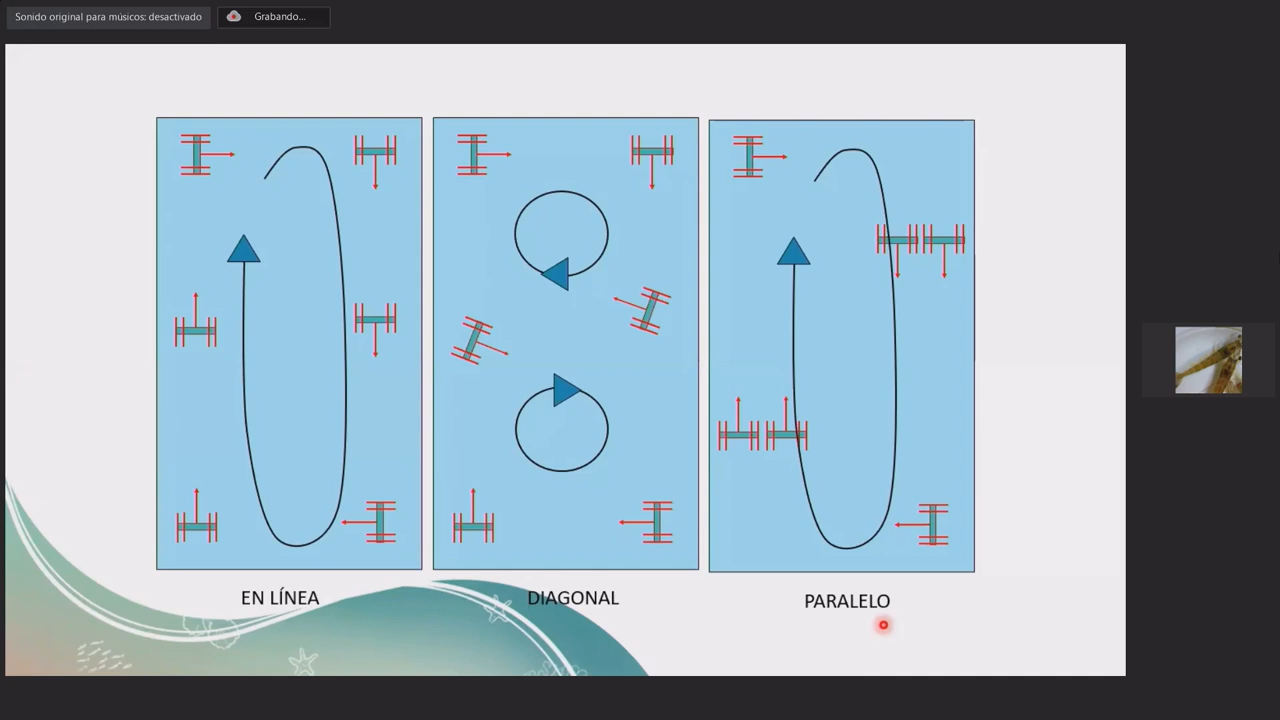 Sonido original para músicos: desactivado
Grabando...
EN LÍNEA
DIAGONAL
PARALELO